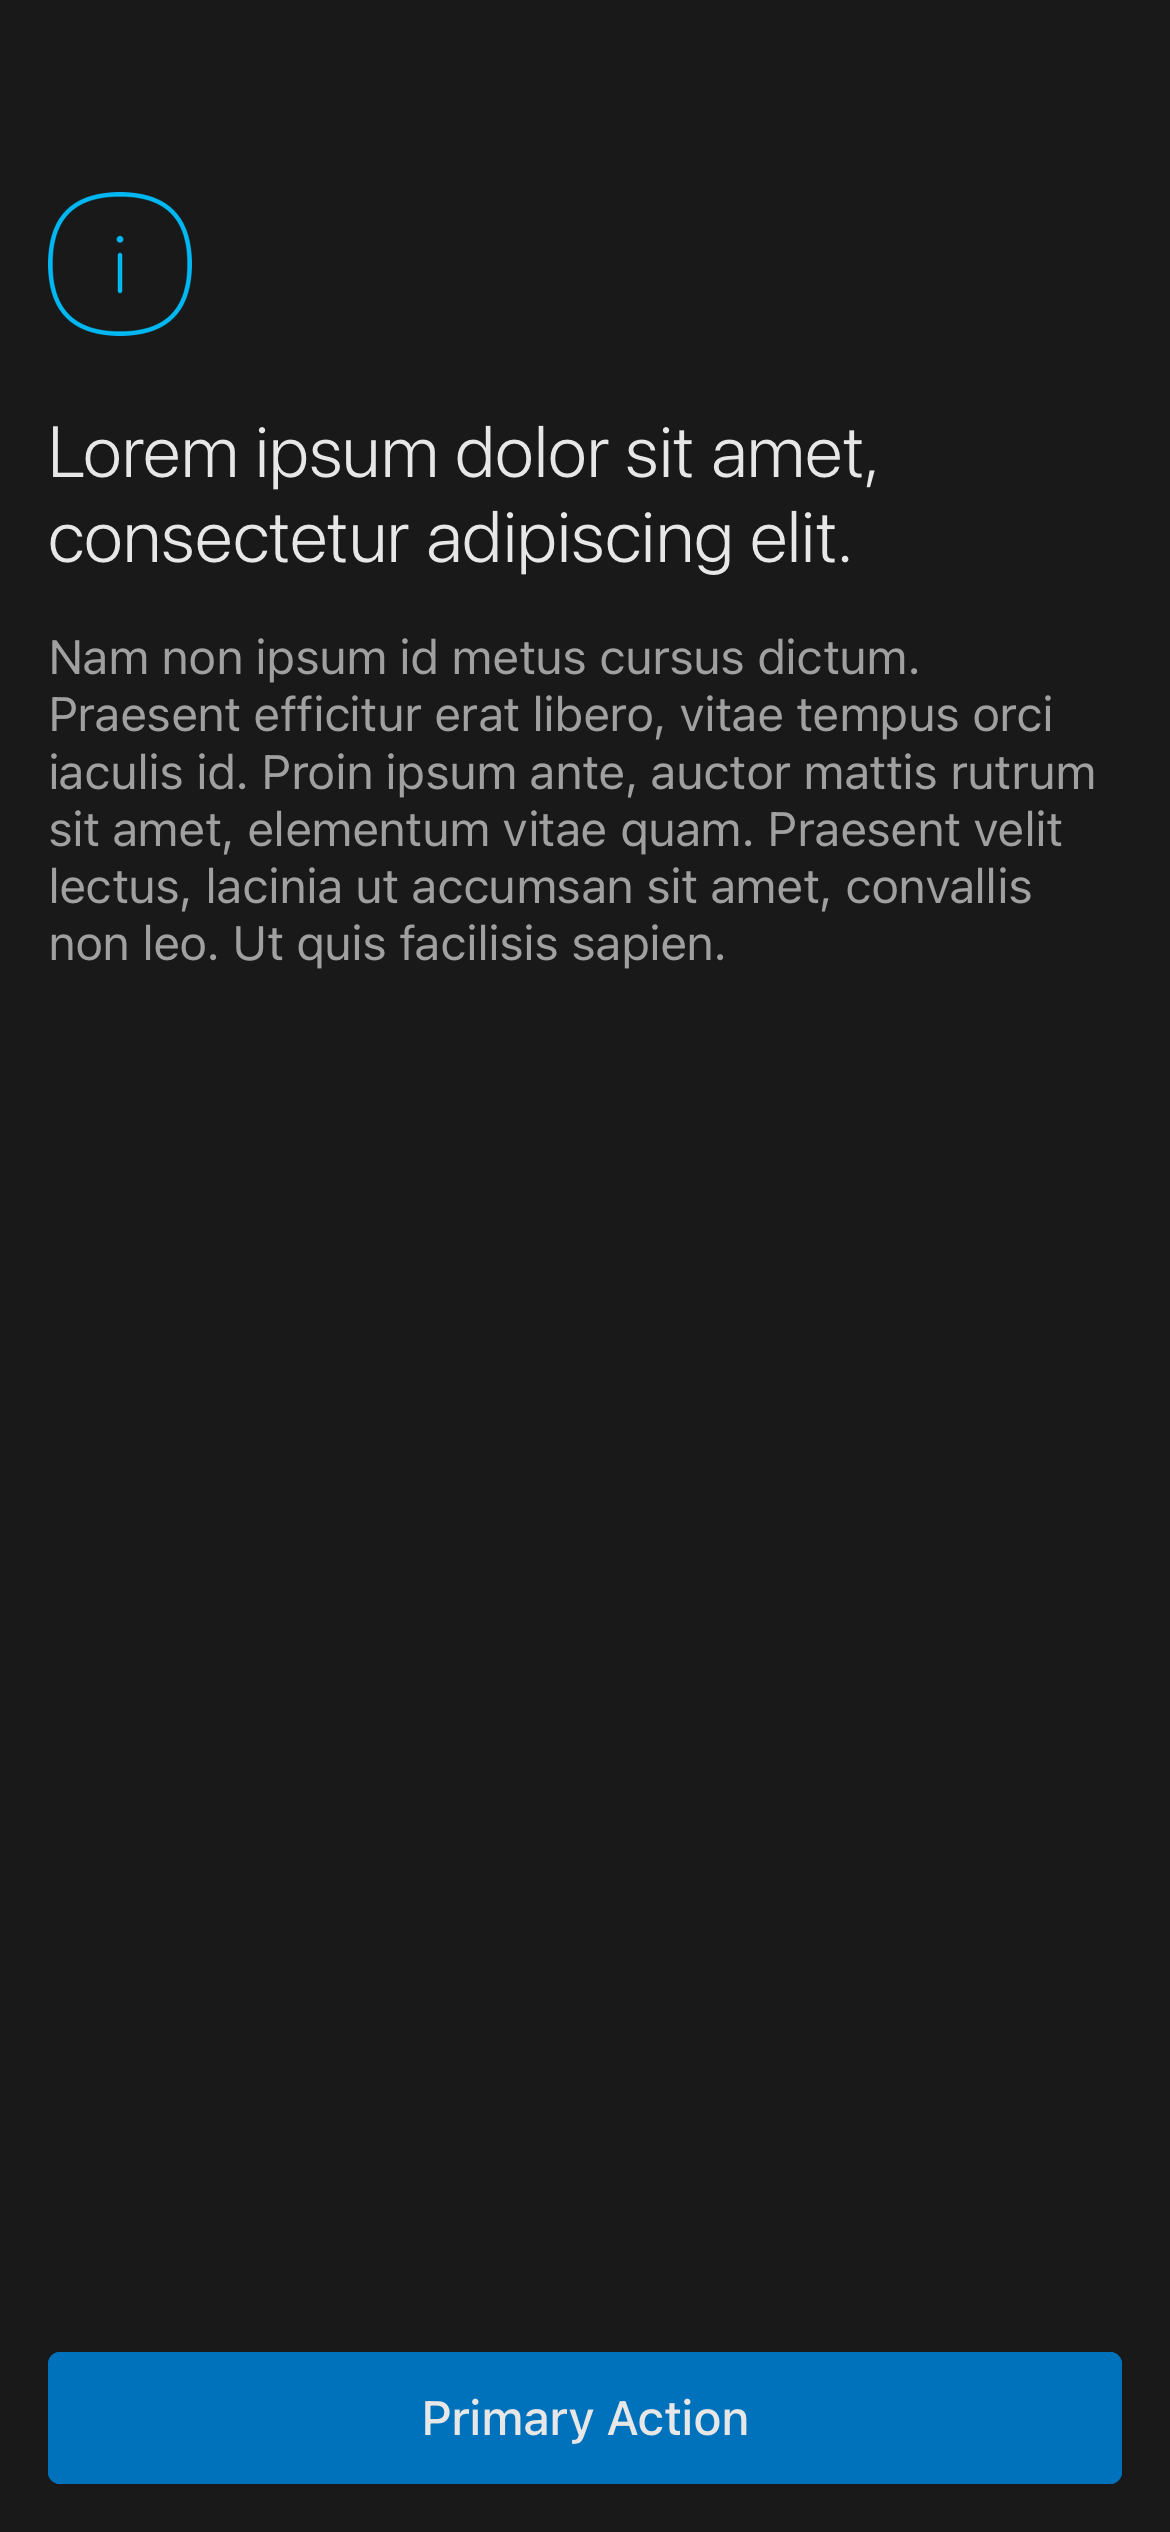 Lorem ipsum dolor sit amet,
consectetur adipiscing elit.
Nam non ipsum id metus cursus dictum.
Praesent efficitur erat libero, vitae tempus orci
iaculis id. Proin ipsum ante, auctor mattis rutrum
sit amet, elementum vitae quam. Praesent velit
lectus, lacinia ut accumsan sit amet, convallis
non leo. Ut quis facilisis sapien.
Primary Action